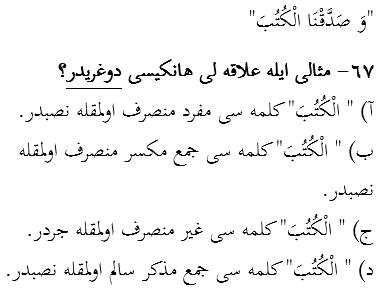 "وَ صَدَّقْنَا الْكُتُبَ"
٦٧- مثالى ايله علاقه لى هانكيسى دوغريدر؟
آ) " الْكُتُبَ" كلمه سى مفرد منصرف اولمقله نصبدر.
ب) " الْكُتُبَ" كلمه سى جمع مكسر منصرف اولمقله
نصبدر.
ج) " الْكُتُبَ" كلمه سى غير منصرف اولمقله جردر.
د) " الْكُتُبَ" كلمه سى جمع مذكر سالم اولمقله نصبدر.